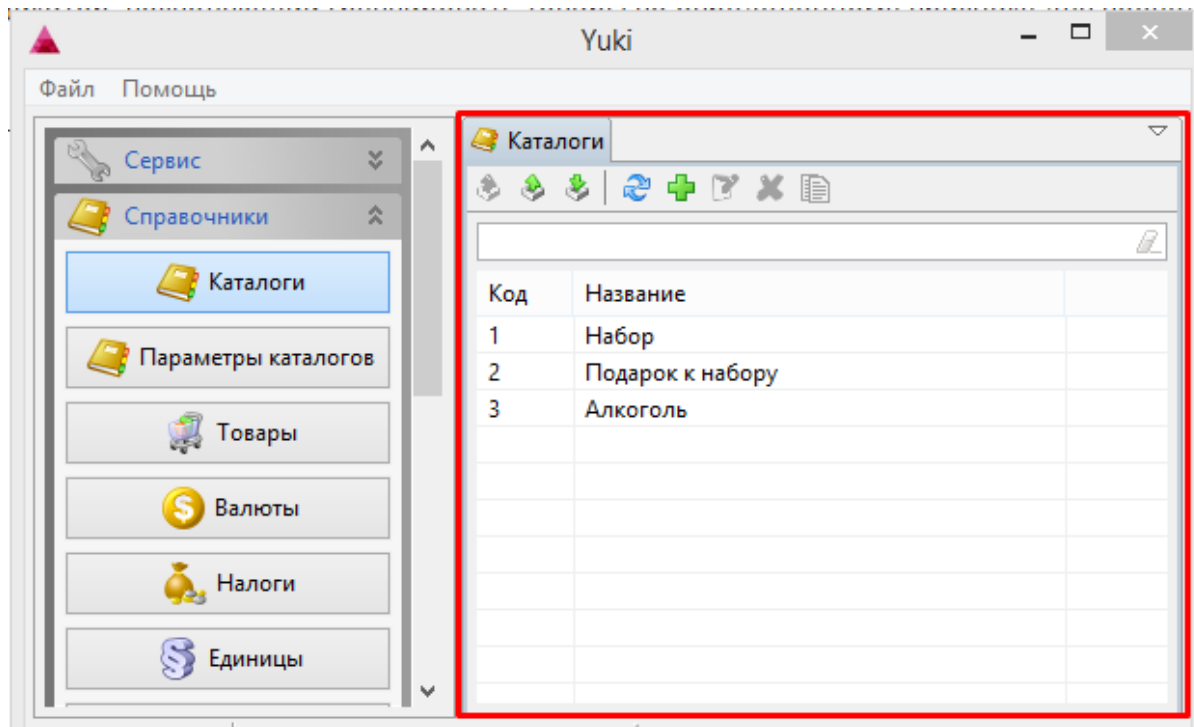 Yuki
Файл Помощь
Сервис
Справочники
Каталоги
Параметры каталогов
Товары
Валюты
Налоги
Единицы
Каталоги
Код Название
1 Набор
2 Подарок к набору
3 Алкоголь